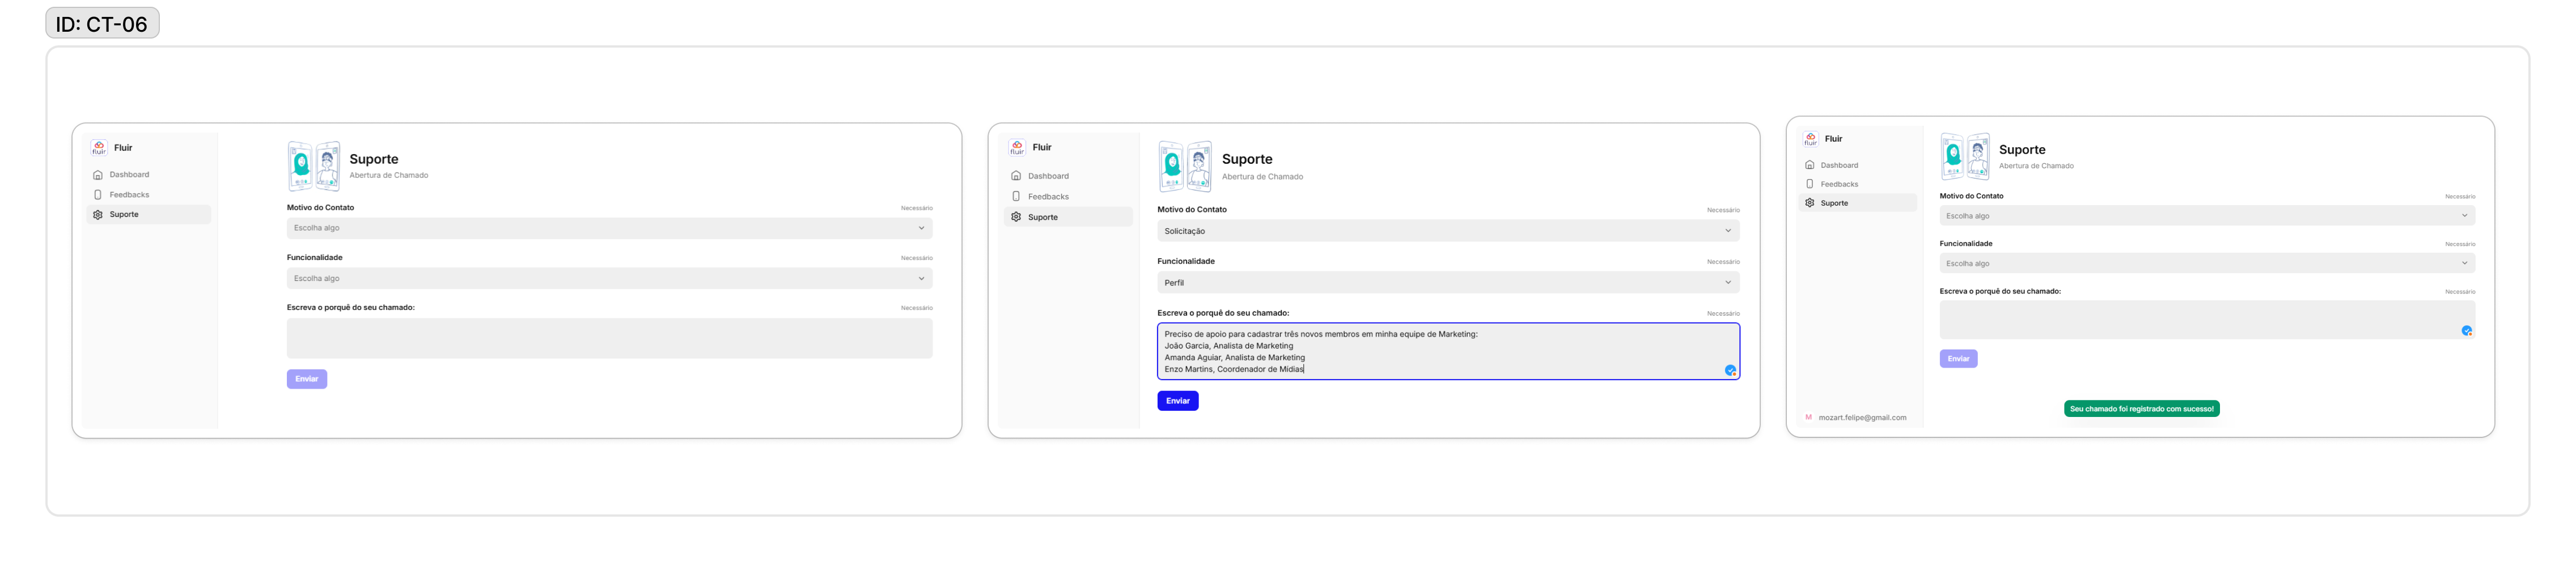 ID: CT-06
fluir
Fluir
Dashboard
Feedbacks
Suporte
Suporte
Abertura de Chamado
Motivo do Contato
Necessário
Escolha algo
Funcionalidade
Necessário
Escolha algo
Escreva o porquê do seu chamado:
Necessário
Enviar
fluir
Fluir
Dashboard
Feedbacks
Suporte
Suporte
Abertura de Chamado
Motivo do Contato
Necessário
Solicitação
Funcionalidade
Necessário
Perfil
Escreva o porquê do seu chamado:
Necessário
Preciso de apoio para cadastrar três novos membros em minha equipe de Marketing:
João Garcia, Analista de Marketing
Amanda Aguiar, Analista de Marketing
Enzo Martins, Coordenador de Mídias
Enviar
fluir
Fluir
Dashboard
Feedbacks
Suporte
M mozart.felipe@gmail.com
Suporte
Abertura de Chamado
Motivo do Contato
Necessário
Escolha algo
Funcionalidade
Necessário
Escolha algo
Escreva o porquê do seu chamado:
Necessário
Enviar
Seu chamado foi registrado com sucesso!